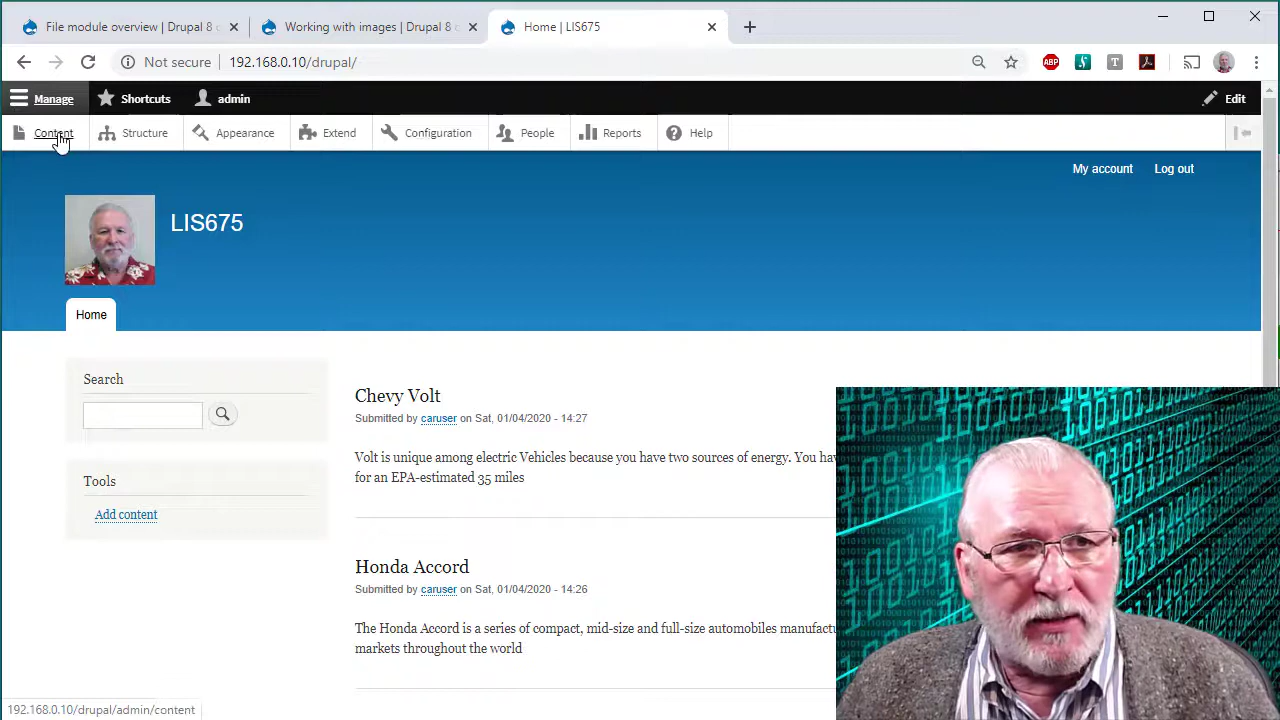 File module overview | Drupal 8
Working with images | Drupal 8
Home | LIS675
Not secure
192.168.0.10/drupal/
ABP
T
Manage
Shortcuts
admin
Edit
Content
Structure
Appearance
Extend
Configuration
People
Reports
Help
My account
Log out
LIS675
Home
Search
Tools
Add content
Chevy Volt
Submitted by caruser on Sat, 01/04/2020 - 14:27
Volt is unique among electric Vehicles because you have two sources of energy. You
for an EPA-estimated 35 miles
Honda Accord
Submitted by caruser on Sat, 01/04/2020 - 14:26
The Honda Accord is a series of compact, mid-size and full-size automobiles
markets throughout the world
192.168.0.10/drupal/admin/content